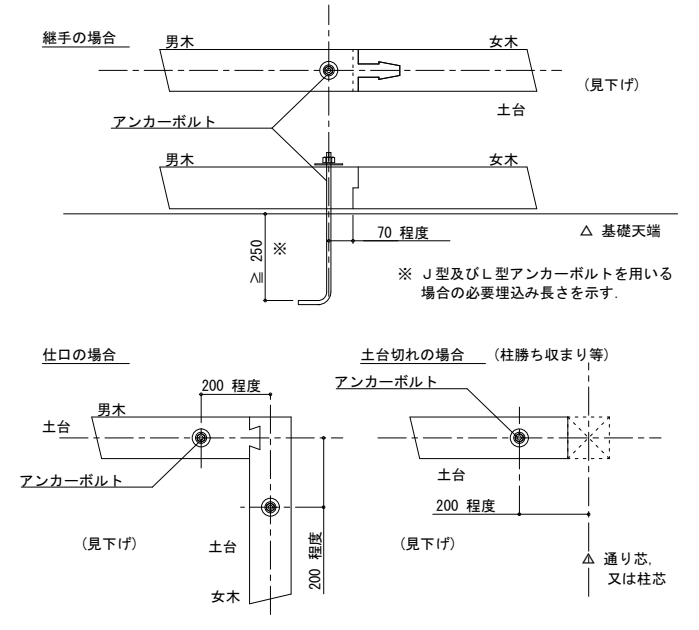 継手の場合
男木
女木
(見下げ)
土台
アンカーボルト
男木
女木
≧ 250 ※
70 程度
△ 基礎天端
※ J型及びL型アンカーボルトを用いる
場合の必要埋込み長さを示す.
仕口の場合
200 程度
男木
土台
アンカーボルト
(見下げ)
土台
200 程度
女木
土台切れの場合 (柱勝ち収まり等)
アンカーボルト
土台
200 程度
(見下げ)
△ 通り芯,
又は柱芯